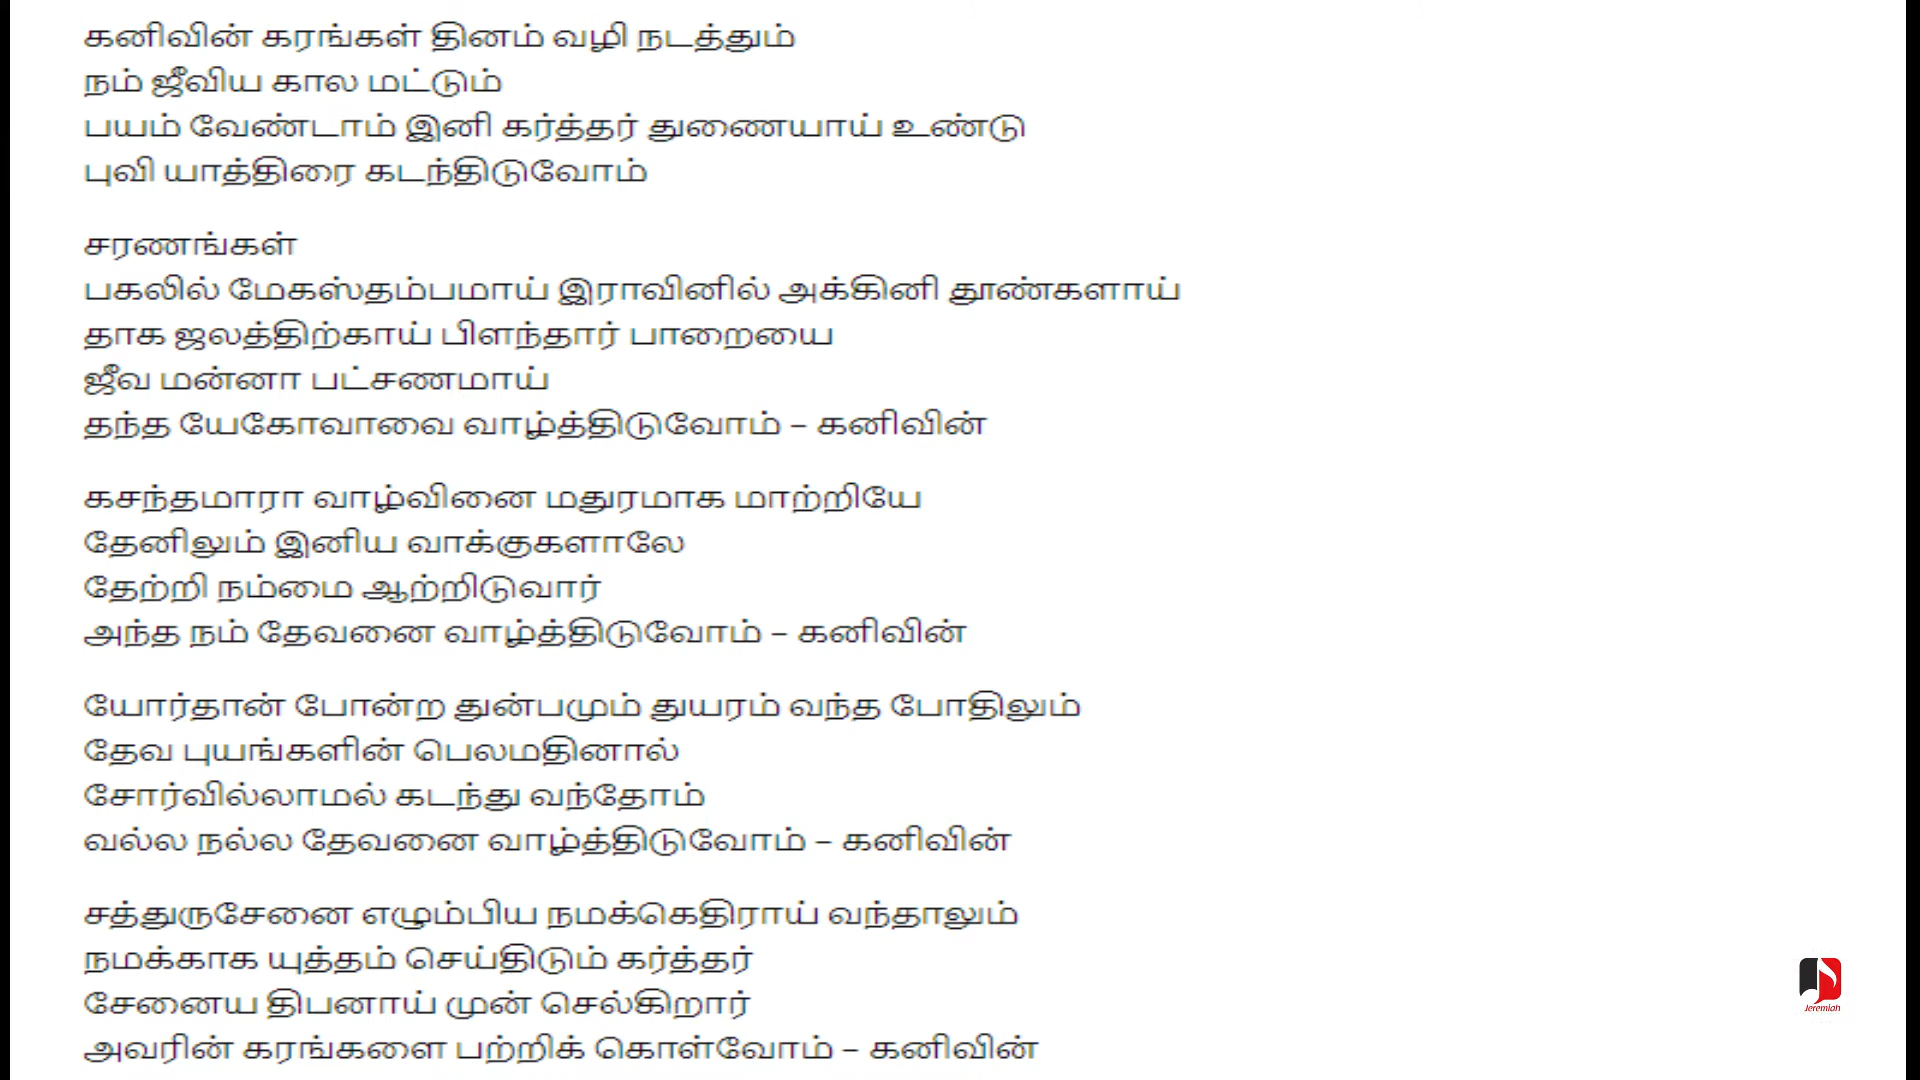 கனிவின் கரங்கள் தினம் வழி நடத்தும்
நம் ஜீவிய கால மட்டும்
பயம் வேண்டாம் இனி கர்த்தர் துணையாய் உண்டு
புவி யாத்திரை கடந்திடுவோம்
சரணங்கள்
பகலில் மேகஸ்தம்பமாய் இராவினில் அக்கினி தூண்களாய்
தாக ஜலத்திற்காய் பிளந்தார் பாறையை
ஜீவ மன்னா பட்சணமாய்
தந்த யேகோவாவை வாழ்த்திடுவோம் – கனிவின்
கசந்தமாரா வாழ்வினை மதுரமாக மாற்றியே
தேனிலும் இனிய வாக்குகளாலே
தேற்றி நம்மை ஆற்றிடுவார்
அந்த நம் தேவனை வாழ்த்திடுவோம் – கனிவின்
யோர்தான் போன்ற துன்பமும் துயரம் வந்த போதிலும்
தேவ புயங்களின் பெலமதினால்
சோர்வில்லாமல் கடந்து வந்தோம்
வல்ல நல்ல தேவனை வாழ்த்திடுவோம் – கனிவின்
சத்துருசேனை எழும்பிய நமக்கெதிராய் வந்தாலும்
நமக்காக யுத்தம் செய்திடும் கர்த்தர்
சேனைய திபனாய் முன் செல்கிறார்
அவரின் கரங்களை பற்றிக் கொள்வோம் – கனிவின்
Jeremiah